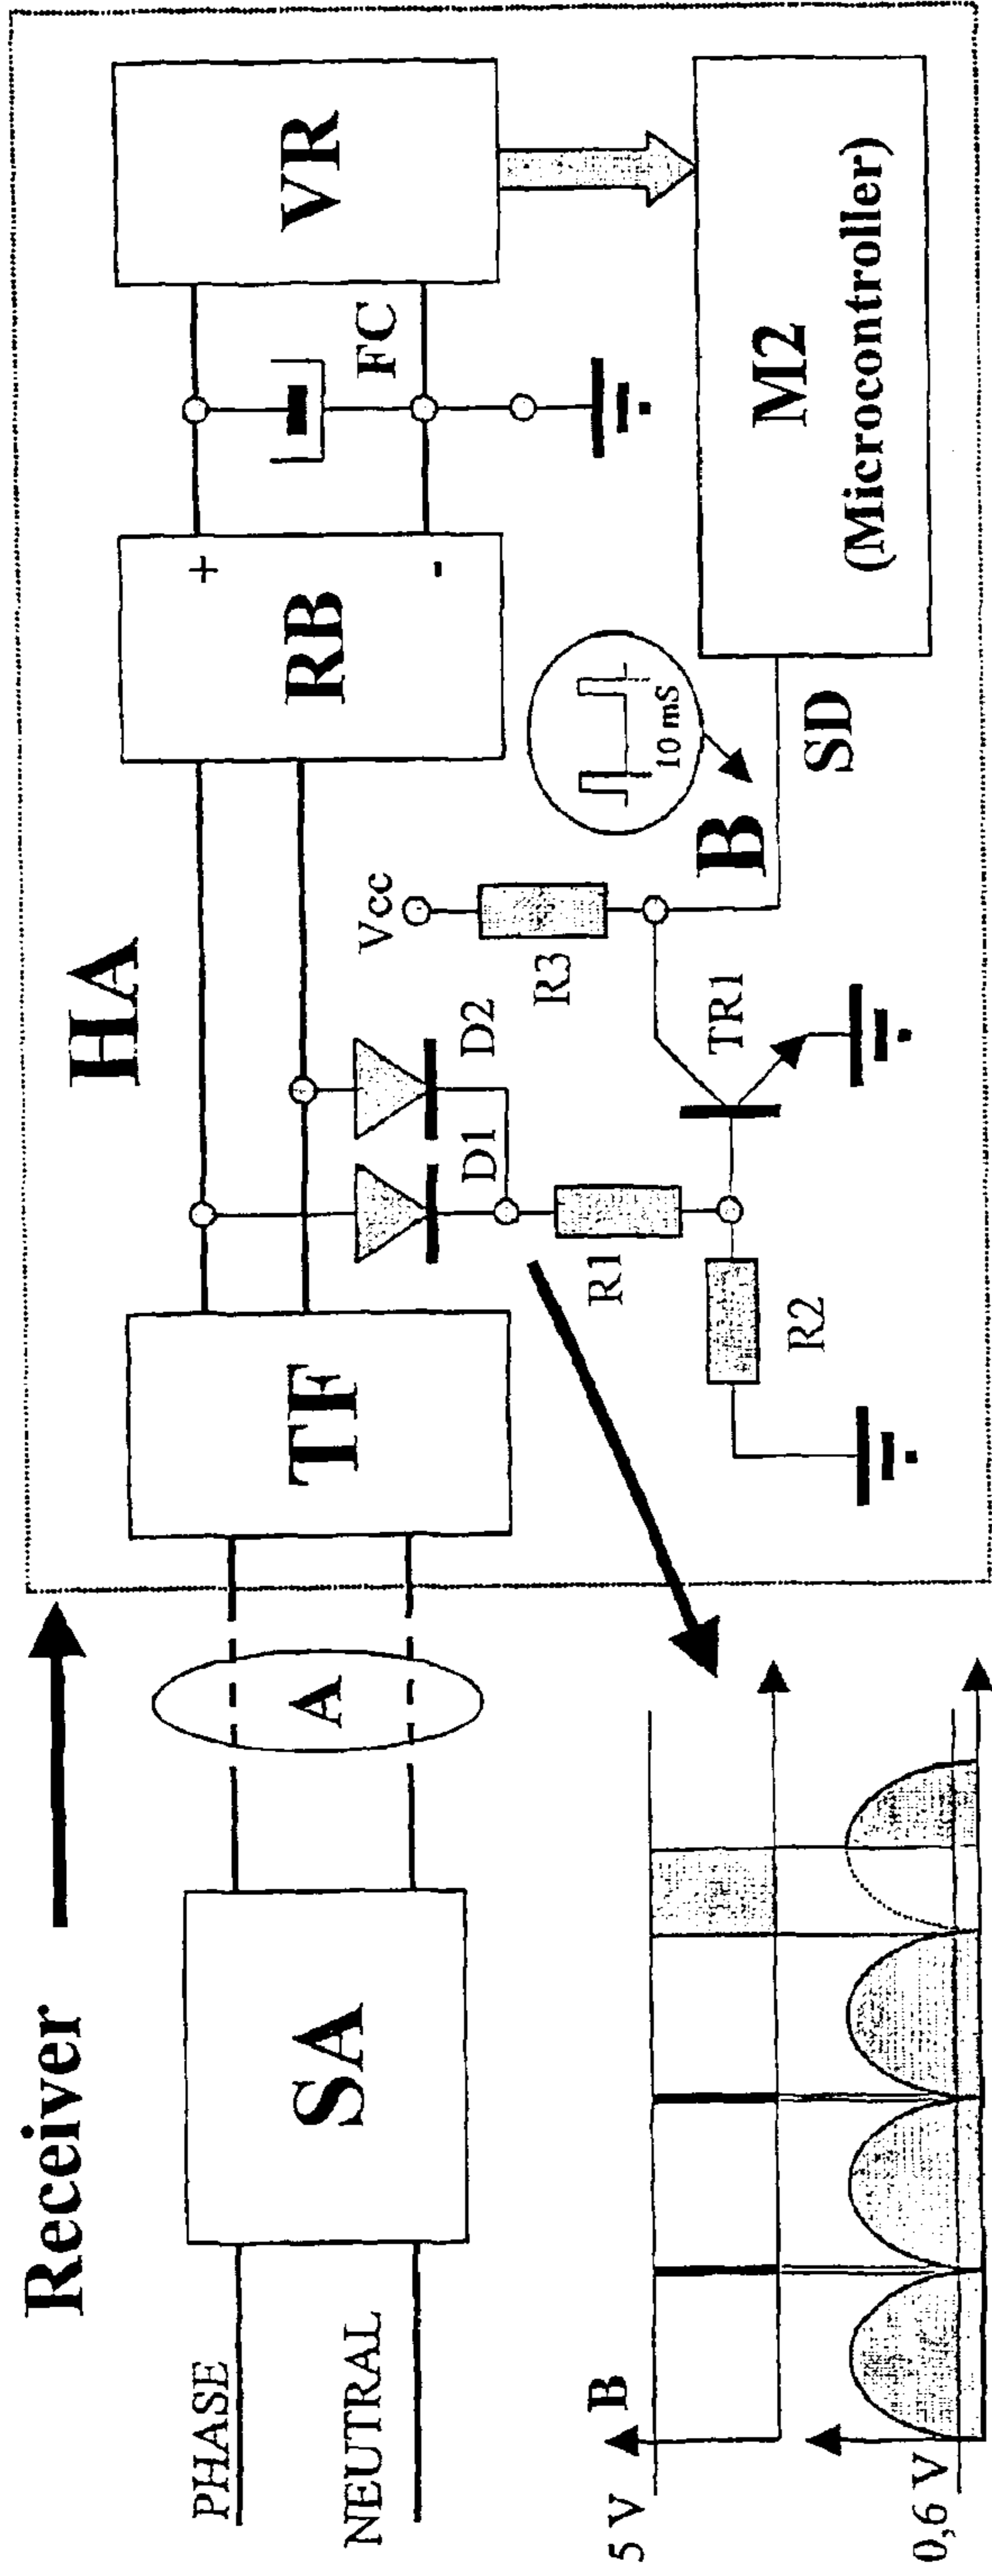 Receiver
HA
PHASE
NEUTRAL
SA
A
TF
RB
+
-
FC
VR
D1
D2
Vcc
R1
R2
R3
TR1
B
SD
10 mS
M2
(Microcontroller)
5 V
B
0,6 V